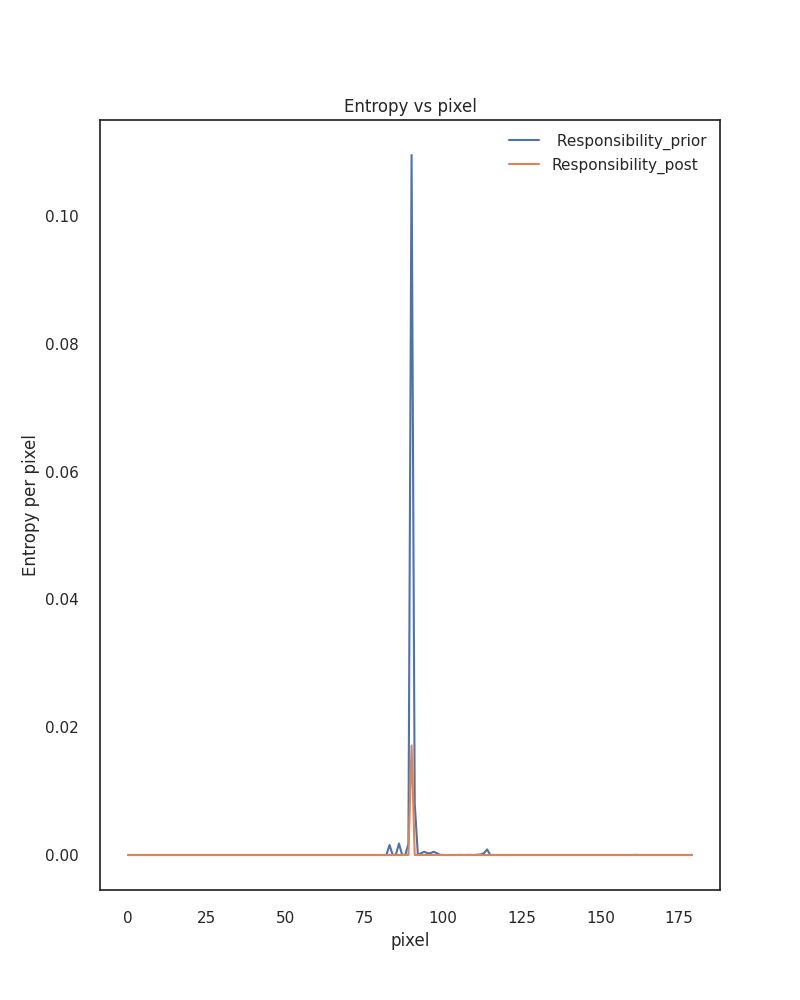 Entropy vs pixel
Responsibility_prior
Responsibility_post
Entropy per pixel
0.10
0.08
0.06
0.04
0.02
0.00
0 25 50 75 100 125 150 175
pixel